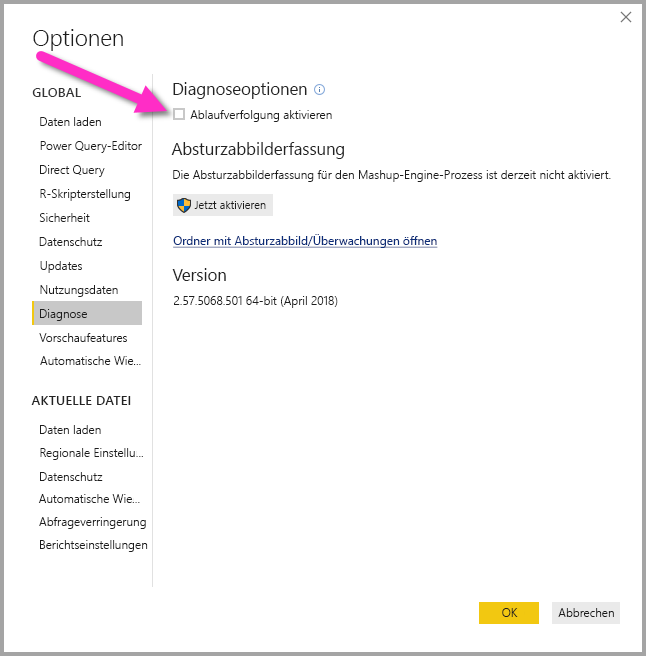 Optionen
GLOBAL
Daten laden
Power Query-Editor
Direct Query
R-Skripterstellung
Sicherheit
Datenschutz
Updates
Nutzungsdaten
Diagnose
Vorschaufeatures
Automatische Wie...
AKTUELLE DATEI
Daten laden
Regionale Einstellu...
Datenschutz
Automatische Wie...
Abfrageverringerung
Berichtseinstellungen
Diagnoseoptionen
Ablaufverfolgung aktivieren
Absturzabbilderfassung
Die Absturzabbilderfassung für den Mashup-Engine-Prozess ist derzeit nicht aktiviert.
Jetzt aktivieren
Ordner mit Absturzabbild/Überwachungen öffnen
Version
2.57.5068.501 64-bit (April 2018)
OK
Abbrechen